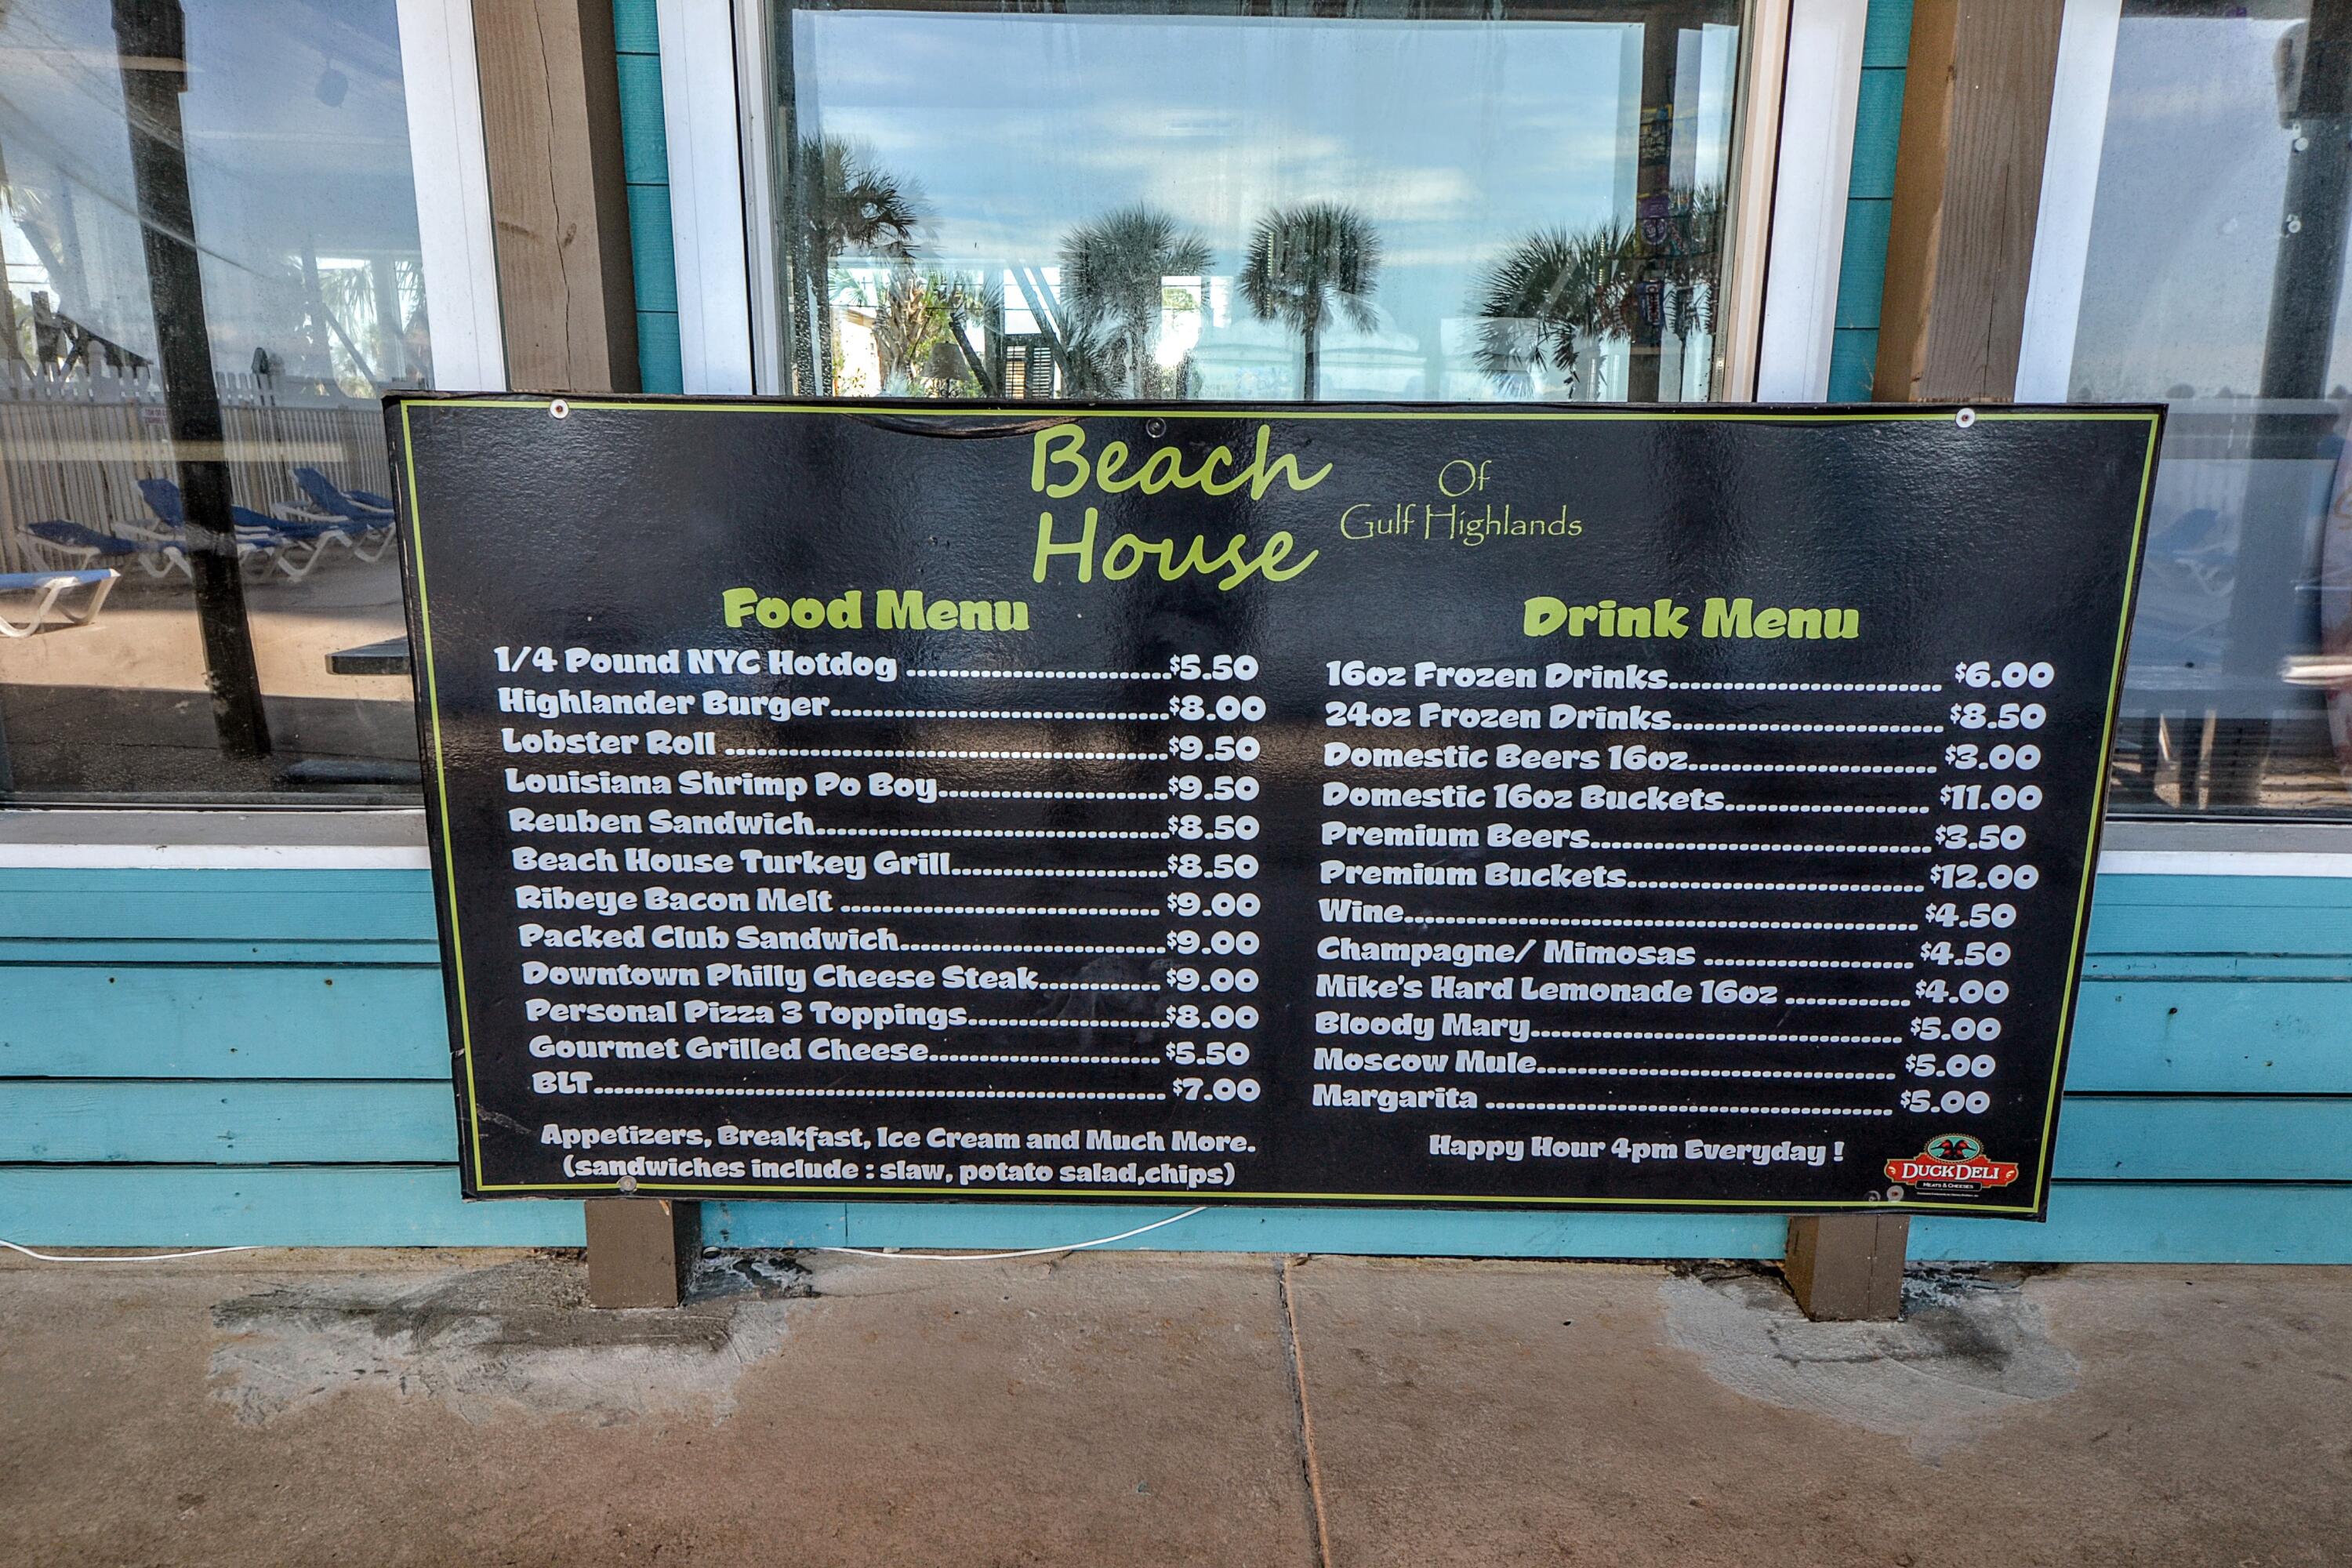 Beach
House
Of
Gulf Highlands
Food Menu
1/4 Pound NYC Hotdog ........................ $5.50
Highlander Burger........................ $8.00
Lobster Roll ........................ $9.50
Louisiana Shrimp Po Boy........................ $9.50
Reuben Sandwich........................ $8.50
Beach House Turkey Grill........................ $8.50
Ribeye Bacon Melt ........................ $9.00
Packed Club Sandwich........................ $9.00
Downtown Philly Cheese Steak............ $9.00
Personal Pizza 3 Toppings........................ $8.00
Gourmet Grilled Cheese........................ $5.50
BLT........................ $7.00
Appetizers, Breakfast, Ice Cream and Much More.
(sandwiches include : slaw, potato salad,chips)
Drink Menu
16oz Frozen Drinks........................ $6.00
24oz Frozen Drinks........................ $8.50
Domestic Beers 16oz........................ $3.00
Domestic 16oz Buckets........................ $11.00
Premium Beers........................ $3.50
Premium Buckets........................ $12.00
Wine........................ $4.50
Champagne/ Mimosas ........................ $4.50
Mike's Hard Lemonade 16oz ............ $4.00
Bloody Mary........................ $5.00
Moscow Mule........................ $5.00
Margarita ........................ $5.00
Happy Hour 4pm Everyday !
DUCK DELI
MEATS & CHEESES